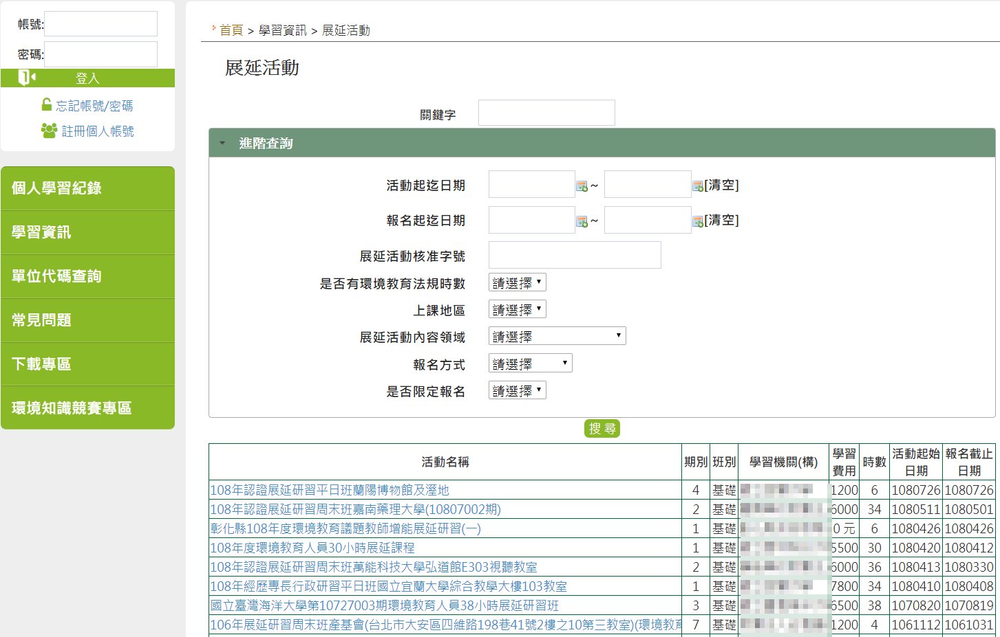 帳號:
密碼:
登入
忘記帳號/密碼
註冊個人帳號
個人學習紀錄
學習資訊
單位代碼查詢
常見問題
下載專區
環境知識競賽專區
首頁 > 學習資訊 > 展延活動
展延活動
關鍵字
進階查詢
活動起迄日期 ~ [清空]
報名起迄日期 ~ [清空]
展延活動核准字號
是否有環境教育法規時數 請選擇
上課地區 請選擇
展延活動內容領域 請選擇
報名方式 請選擇
是否限定報名 請選擇
搜 尋
活動名稱 期別 班別 學習機關(構) 學習費用 時數 活動起始日期 報名截止日期
108年認證展延研習平日班蘭陽博物館及溼地 4 基礎 1200 6 1080726 1080726
108年認證展延研習周末班嘉南藥理大學(10807002期) 2 基礎 6000 34 1080511 1080501
彰化縣108年度環境教育議題教師增能展延研習(一) 1 基礎 0 元 6 1080426 1080426
108年度環境教育人員30小時展延課程 1 基礎 5500 30 1080420 1080412
108年認證展延研習周末班萬能科技大學弘道館E303視聽教室 2 基礎 6000 36 1080413 1080330
108年經歷專長行政研習平日班國立宜蘭大學綜合教學大樓103教室 1 基礎 7800 34 1080410 1080408
國立臺灣海洋大學第10727003期環境教育人員38小時展延研習班 3 基礎 6500 38 1070820 1070819
106年展延研習周末班產基會(台北市大安區四維路198巷41號2樓之10第三教室)(環境教育 7 基礎 1200 4 1061112 1061031